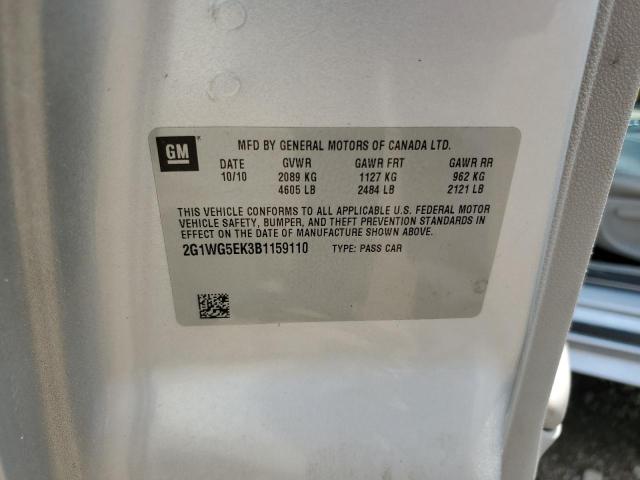 GM
MFD BY GENERAL MOTORS OF CANADA LTD.
DATE GVWR GAWR FRT GAWR RR
10/10 2089 KG 1127 KG 962 KG
4605 LB 2484 LB 2121 LB
THIS VEHICLE CONFORMS TO ALL APPLICABLE U.S. FEDERAL MOTOR
VEHICLE SAFETY, BUMPER, AND THEFT PREVENTION STANDARDS IN
EFFECT ON THE DATE OF MANUFACTURE SHOWN ABOVE.
2G1WG5EK3B1159110 TYPE: PASS CAR